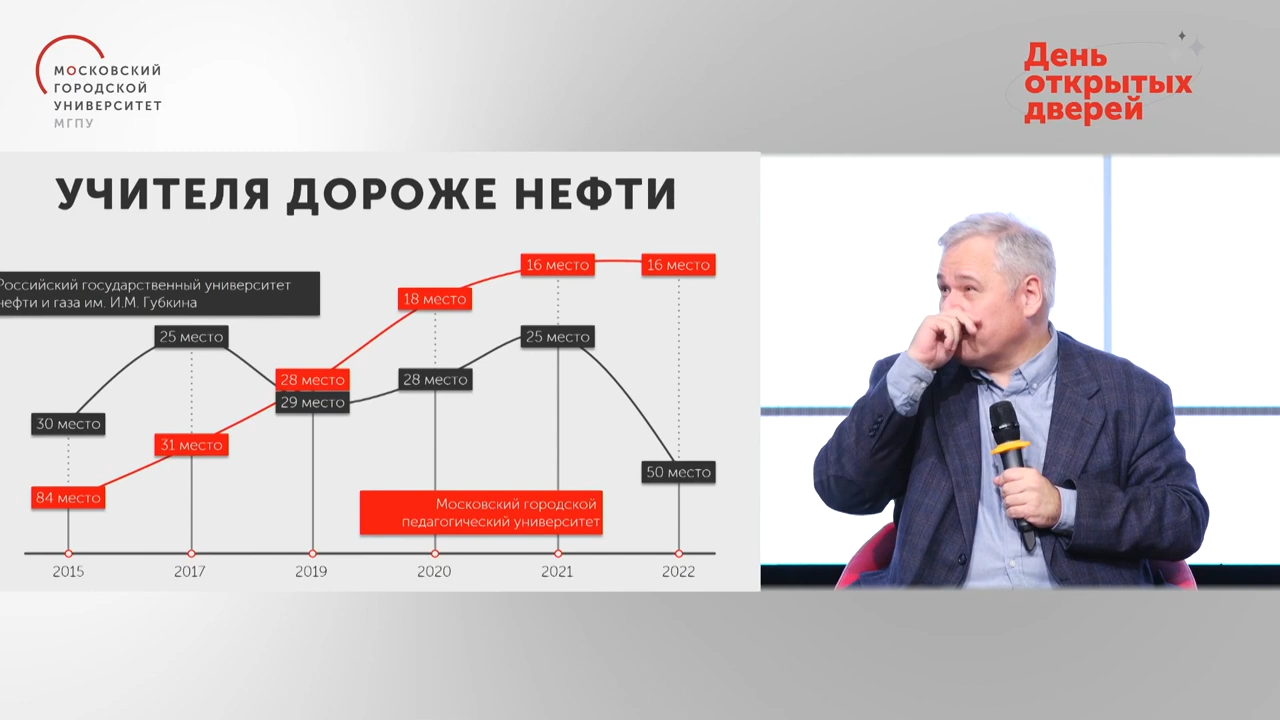 МОСКОВСКИЙ
ГОРОДСКОЙ
УНИВЕРСИТЕТ
МГПУ
День
открытых
дверей
УЧИТЕЛЯ ДОРОЖЕ НЕФТИ
Российский государственный университет
нефти и газа им. И.М. Губкина
16 место
16 место
18 место
25 место
25 место
28 место
28 место
29 место
30 место
31 место
50 место
84 место
Московский городской
педагогический университет
2015
2017
2019
2020
2021
2022